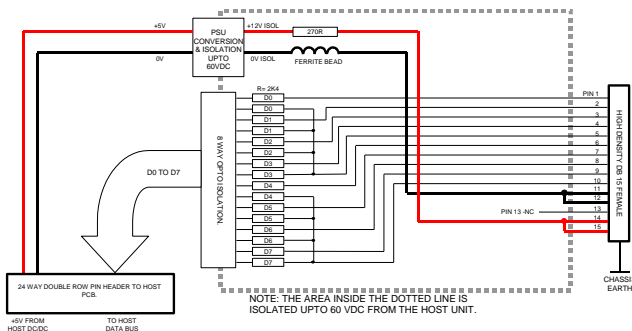 +5V
0V
PSU
CONVERSION
& ISOLATION
UPTO
60VDC
+12V ISOL
0V ISOL
270R
FERRITE BEAD
R= 2K4
D0
D0
D1
D1
D2
D2
D3
D3
D4
D4
D5
D5
D6
D6
D7
D7
8 WAY OPTO ISOLATION.
D0 TO D7
PIN 1
2
3
4
5
6
7
8
9
10
11
12
PIN 13 -NC
13
14
15
HIGH DENSITY DB 15 FEMALE
CHASSI
EARTH
24 WAY DOUBLE ROW PIN HEADER TO HOST
PCB.
+5V FROM
HOST DC/DC
TO HOST
DATA BUS
NOTE: THE AREA INSIDE THE DOTTED LINE IS
ISOLATED UPTO 60 VDC FROM THE HOST UNIT.